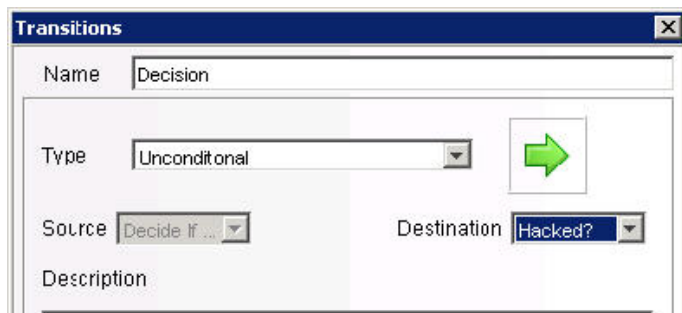 Transitions
Name Decision
Type Unconditonal
Source Decide If ... Destination Hacked?
Description